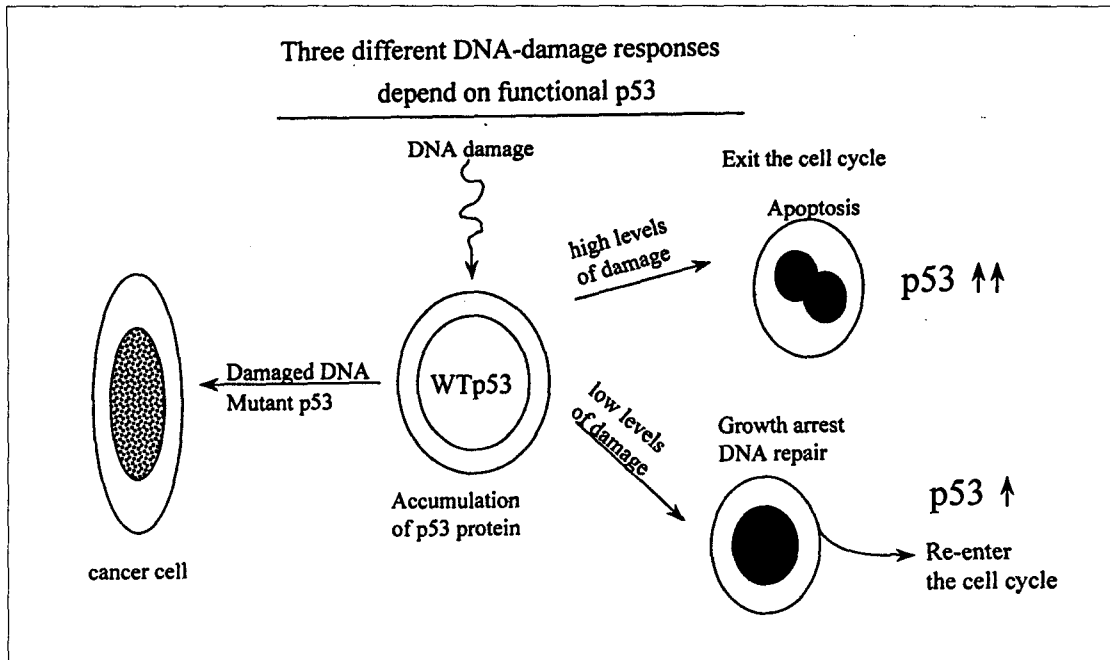 Three different DNA-damage responses
depend on functional p53
DNA damage
Exit the cell cycle
Apoptosis
high levels
of damage
p53 ↑↑
WTp53
Damaged DNA
Mutant p53
low levels
of damage
Growth arrest
DNA repair
p53 ↑
Accumulation
of p53 protein
Re-enter
the cell cycle
cancer cell